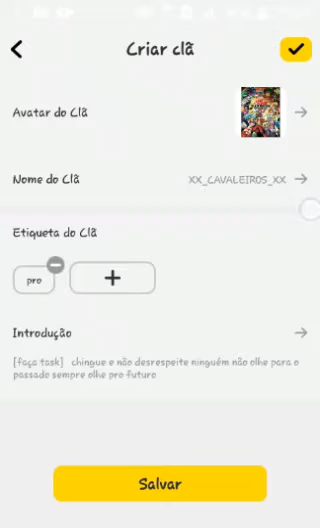 Criar clã
Avatar do Clã
Nome do Clã XX_CAVALEIROS_XX
Etiqueta do Clã
pro
Introdução
[faça task] chingue e não desrespeite ninguém não olhe para o
passado sempre olhe pro futuro
Salvar